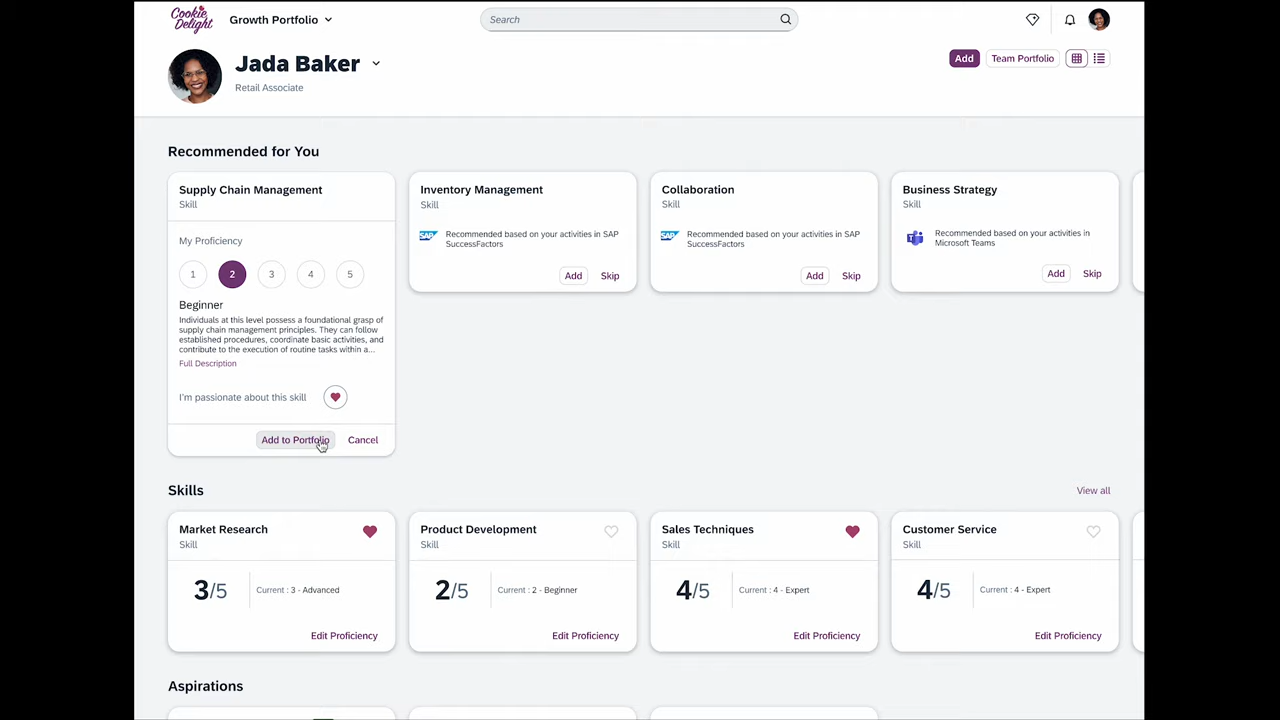 Cookie Delight
Growth Portfolio
Search
Jada Baker
Retail Associate
Add
Team Portfolio
Recommended for You
Supply Chain Management
Skill
My Proficiency
1
2
3
4
5
Beginner
Individuals at this level possess a foundational grasp of
supply chain management principles. They can follow
established procedures, coordinate basic activities, and
contribute to the execution of routine tasks within a...
Full Description
I'm passionate about this skill
Add to Portfolio
Cancel
Inventory Management
Skill
SAP
Recommended based on your activities in SAP
SuccessFactors
Add
Skip
Collaboration
Skill
SAP
Recommended based on your activities in SAP
SuccessFactors
Add
Skip
Business Strategy
Skill
Recommended based on your activities in
Microsoft Teams
Add
Skip
Skills
View all
Market Research
Skill
3/5
Current : 3 - Advanced
Edit Proficiency
Product Development
Skill
2/5
Current : 2 - Beginner
Edit Proficiency
Sales Techniques
Skill
4/5
Current : 4 - Expert
Edit Proficiency
Customer Service
Skill
4/5
Current : 4 - Expert
Edit Proficiency
Aspirations